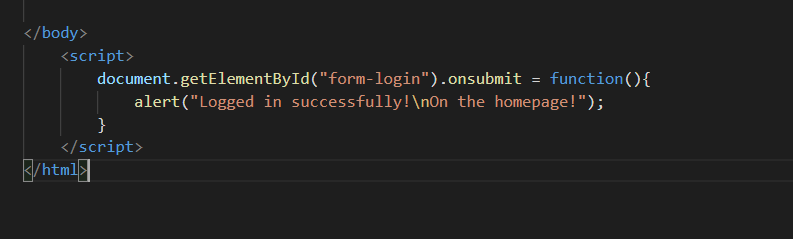 </body>
<script>
document.getElementById("form-login").onsubmit = function(){
alert("Logged in successfully!\nOn the homepage!");
}
</script>
</html>